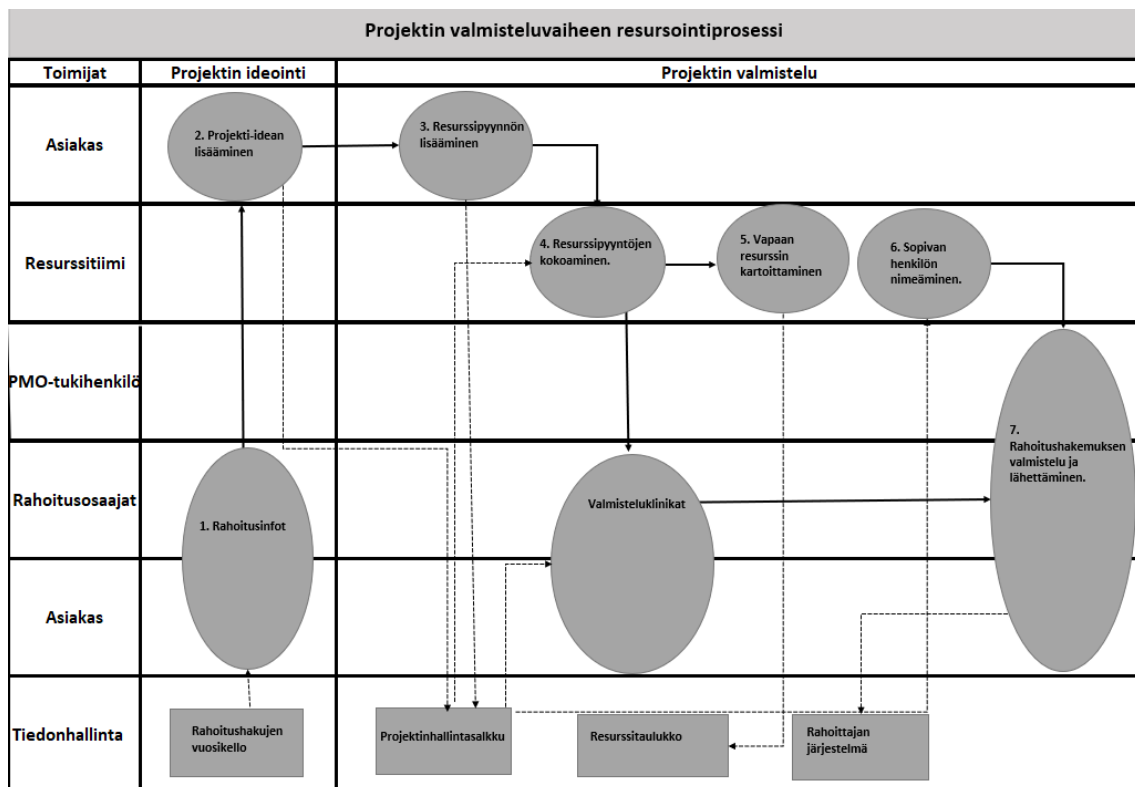 Projektin valmisteluvaiheen resursointiprosessi
Toimijat
Projektin ideointi
Projektin valmistelu
Asiakas
2. Projekti-idean
lisääminen
3. Resurssipyynnön
lisääminen
Resurssitiimi
4. Resurssipyyntöjen
kokoaminen.
5. Vapaan
resurssin
kartoittaminen
6. Sopivan
henkilön
nimeäminen.
PMO-tukihenkilö
7.
Rahoitushakemuksen
valmistelu ja
lähettäminen.
Rahoitusosaajat
1. Rahoitusinfot
Valmisteluklinikat
Asiakas
Tiedonhallinta
Rahoitushakujen
vuosikello
Projektinhallintasalkku
Resurssitaulukko
Rahoittajan
järjestelmä